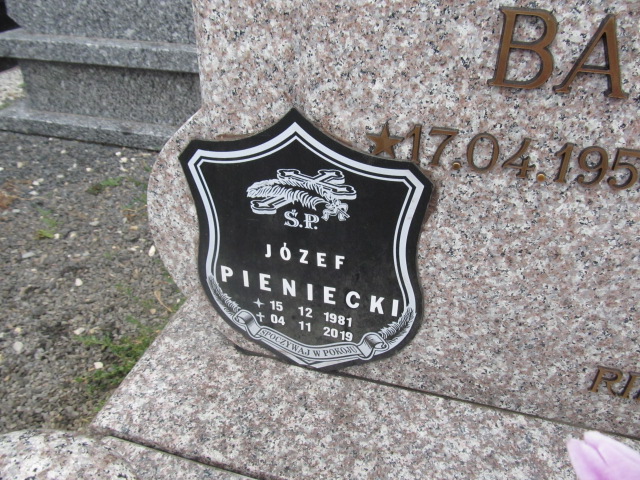 BA
★17.04.195
Ś.P.
JÓZEF
PIENIECKI
✢ 15 12 1981
✝ 04 11 2019
SPOCZYWAJ W POKOJU